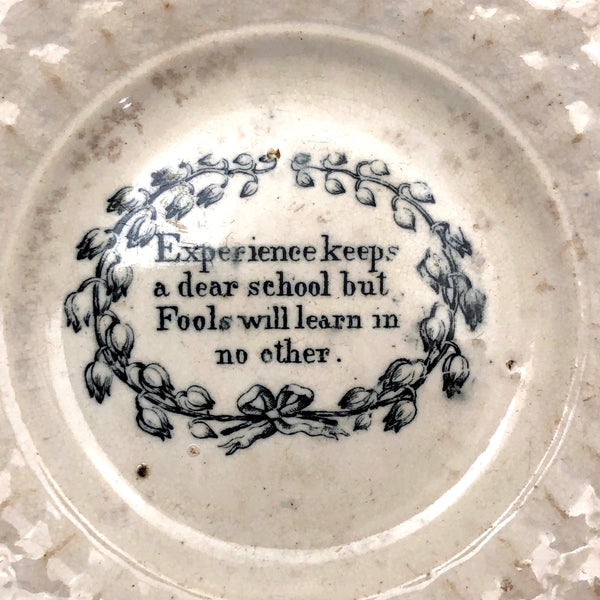 Experience keeps
a dear school but
Fools will learn in
no other.